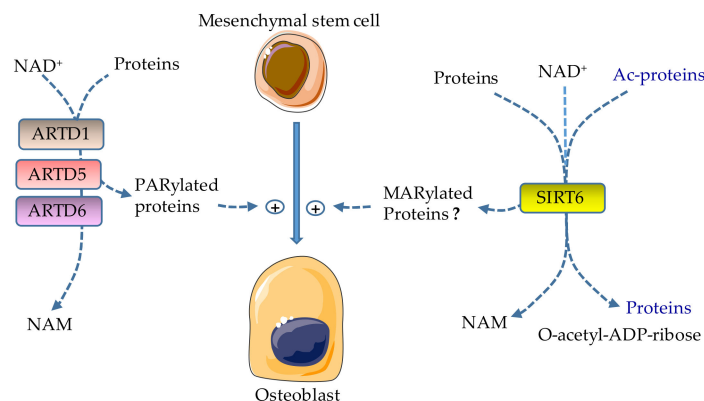 Mesenchymal stem cell
NAD+
Proteins
ARTD1
ARTD5
ARTD6
PARylated
proteins
NAM
+
+
Osteoblast
Proteins
NAD+
Ac-proteins
SIRT6
MARylated
Proteins ?
NAM
Proteins
O-acetyl-ADP-ribose